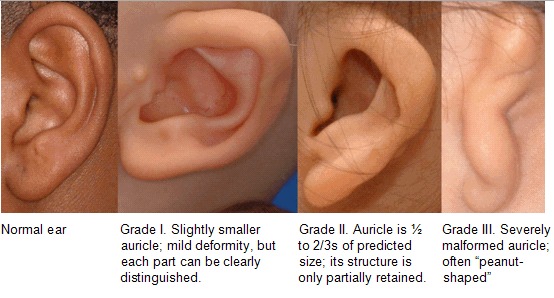 Normal ear
Grade I. Slightly smaller
auricle; mild deformity, but
each part can be clearly
distinguished.
Grade II. Auricle is ½
to 2/3s of predicted
size; its structure is
only partially retained.
Grade III. Severely
malformed auricle;
often “peanut-
shaped”